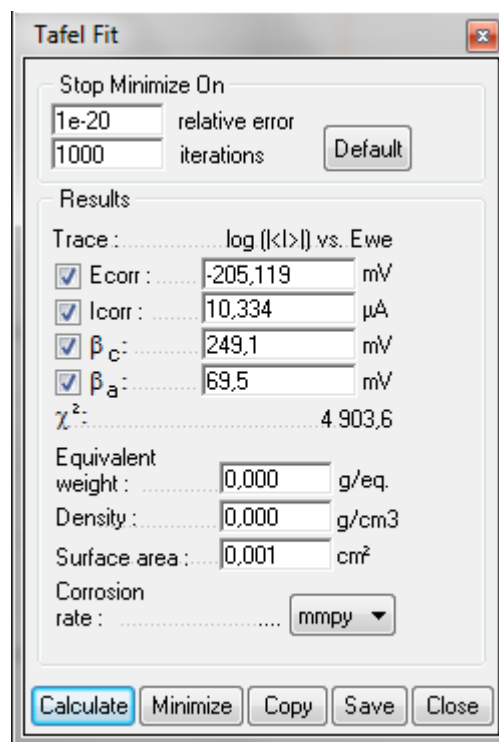 Tafel Fit
Stop Minimize On
1e-20 relative error
1000 iterations Default
Results
Trace : log (|<I>|) vs. Ewe
Ecorr : -205,119 mV
Icorr : 10,334 µA
β c: 249,1 mV
β a: 69,5 mV
χ²: 4 903,6
Equivalent
weight : 0,000 g/eq.
Density : 0,000 g/cm3
Surface area : 0,001 cm²
Corrosion
rate : .... mmpy
Calculate Minimize Copy Save Close